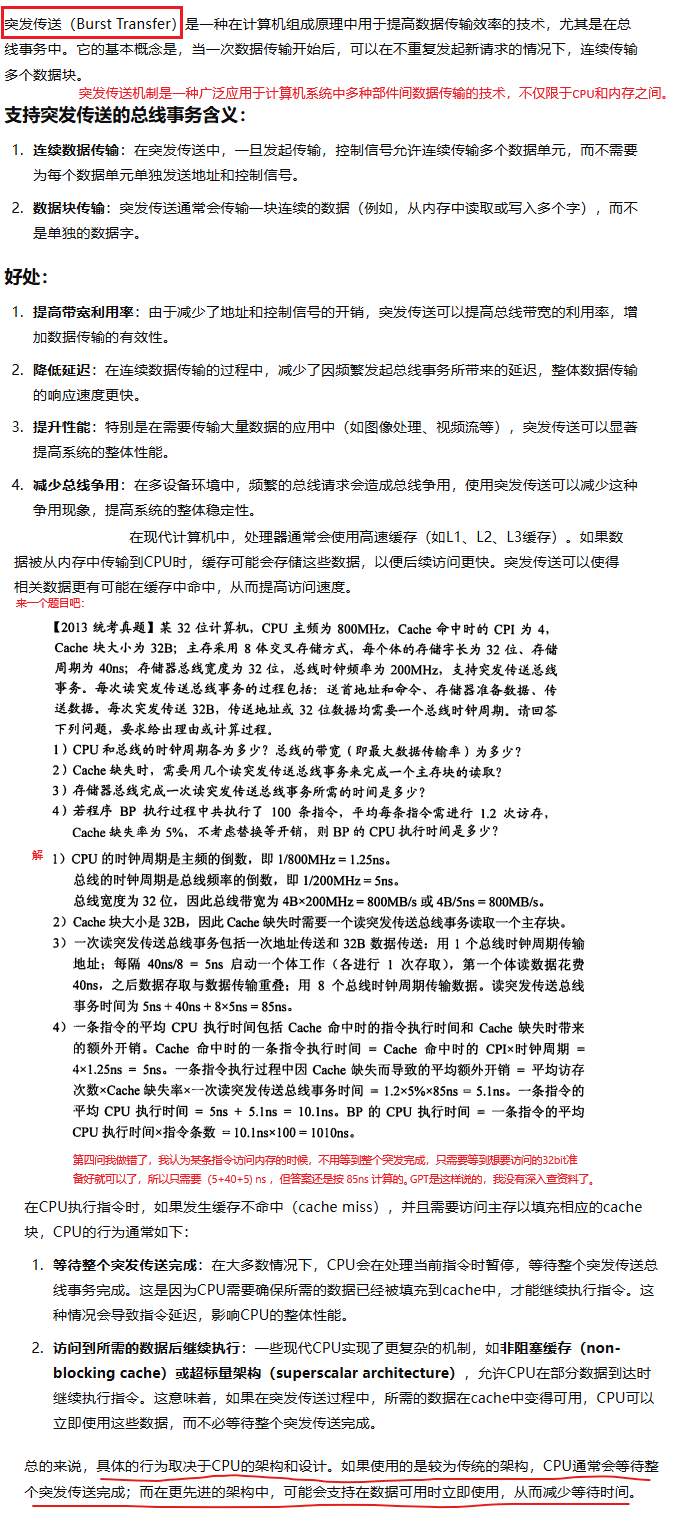 突发传送（Burst Transfer）是一种在计算机组成原理中用于提高数据传输效率的技术，尤其是在总
线事务中。它的基本概念是，当一次数据传输开始后，可以在不重复发起新请求的情况下，连续传输
多个数据块。
突发传送机制是一种广泛应用于计算机系统中多种部件间数据传输的技术，不仅限于CPU和内存之间。
支持突发传送的总线事务含义：
1. 连续数据传输：在突发传送中，一旦发起传输，控制信号允许连续传输多个数据单元，而不需要
为每个数据单元单独发送地址和控制信号。
2. 数据块传输：突发传送通常会传输一块连续的数据（例如，从内存中读取或写入多个字），而不
是单独的数据字。
好处：
1. 提高带宽利用率：由于减少了地址和控制信号的开销，突发传送可以提高总线带宽的利用率，增
加数据传输的有效性。
2. 降低延迟：在连续数据传输的过程中，减少了因频繁发起总线事务所带来的延迟，整体数据传输
的响应速度更快。
3. 提升性能：特别是在需要传输大量数据的应用中（如图像处理、视频流等），突发传送可以显著
提高系统的整体性能。
4. 减少总线争用：在多设备环境中，频繁的总线请求会造成总线争用，使用突发传送可以减少这种
争用现象，提高系统的整体稳定性。
在现代计算机中，处理器通常会使用高速缓存（如L1、L2、L3缓存）。如果数
据被从内存中传输到CPU时，缓存可能会存储这些数据，以便后续访问更快。突发传送可以使得
相关数据更有可能在缓存中命中，从而提高访问速度。
来一个题目吧：
【2013 统考真题】某 32 位计算机，CPU 主频为 800MHz，Cache 命中时的 CPI 为 4，
Cache 块大小为 32B；主存采用 8 体交叉存储方式，每个体的存储字长为 32 位、存储
周期为 40ns；存储器总线宽度为 32 位，总线时钟频率为 200MHz，支持突发传送总线
事务。每次读突发传送总线事务的过程包括：送首地址和命令、存储器准备数据、传
送数据。每次突发传送 32B，传送地址或 32 位数据均需要一个总线时钟周期。请回答
下列问题，要求给出理由或计算过程。
1）CPU 和总线的时钟周期各为多少？总线的带宽（即最大数据传输率）为多少？
2）Cache 缺失时，需要用几个读突发传送总线事务来完成一个主存块的读取？
3）存储器总线完成一次读突发传送总线事务所需的时间是多少？
4）若程序 BP 执行过程中共执行了 100 条指令，平均每条指令需进行 1.2 次访存，
Cache 缺失率为 5%，不考虑替换等开销，则 BP 的 CPU 执行时间是多少？
解 1）CPU 的时钟周期是主频的倒数，即 1/800MHz = 1.25ns。
总线的时钟周期是总线频率的倒数，即 1/200MHz = 5ns。
总线宽度为 32 位，因此总线带宽为 4B×200MHz = 800MB/s 或 4B/5ns = 800MB/s。
2）Cache 块大小是 32B，因此 Cache 缺失时需要一个读突发传送总线事务读取一个主存块。
3）一次读突发传送总线事务包括一次地址传送和 32B 数据传送：用 1 个总线时钟周期传输
地址；每隔 40ns/8 = 5ns 启动一个体工作（各进行 1 次存取），第一个体读数据花费
40ns，之后数据存取与数据传输重叠；用 8 个总线时钟周期传输数据。读突发传送总线
事务时间为 5ns + 40ns + 8×5ns = 85ns。
4）一条指令的平均 CPU 执行时间包括 Cache 命中时的指令执行时间和 Cache 缺失时带来
的额外开销。Cache 命中时的一条指令执行时间 = Cache 命中时的 CPI×时钟周期 =
4×1.25ns = 5ns。一条指令执行过程中因 Cache 缺失而导致的平均额外开销 = 平均访存
次数×Cache 缺失率×一次读突发传送总线事务时间 = 1.2×5%×85ns = 5.1ns。一条指令的
平均 CPU 执行时间 = 5ns + 5.1ns = 10.1ns。BP 的 CPU 执行时间 = 一条指令的平均
CPU 执行时间×指令条数 = 10.1ns×100 = 1010ns。
第四问我做错了，我认为某条指令访问内存的时候，不用等到整个突发完成，只需要等到想要访问的32bit准
备好就可以了，所以只需要（5+40+5) ns ，但答案还是按 85ns 计算的。GPT是这样说的，我没有深入查资料了。
在CPU执行指令时，如果发生缓存不命中（cache miss），并且需要访问主存以填充相应的cache
块，CPU的行为通常如下：
1. 等待整个突发传送完成：在大多数情况下，CPU会在处理当前指令时暂停，等待整个突发传送总
线事务完成。这是因为CPU需要确保所需的数据已经被填充到cache中，才能继续执行指令。这
种情况会导致指令延迟，影响CPU的整体性能。
2. 访问到所需的数据后继续执行：一些现代CPU实现了更复杂的机制，如非阻塞缓存（non-
blocking cache）或超标量架构（superscalar architecture），允许CPU在部分数据到达时
继续执行指令。这意味着，如果在突发传送过程中，所需的数据在cache中变得可用，CPU可以
立即使用这些数据，而不必等待整个突发传送完成。
总的来说，具体的行为取决于CPU的架构和设计。如果使用的是较为传统的架构，CPU通常会等待整
个突发传送完成；而在更先进的架构中，可能会支持在数据可用时立即使用，从而减少等待时间。